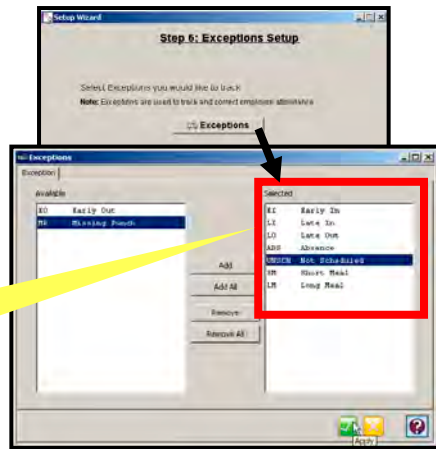 Setup Wizard
Step 6: Exceptions Setup
Select Exceptions you would like to track
Note: Exceptions are used to track and correct employee attendance
Exceptions
Exceptions
Exception
Available
Selected
EO Early Out
MP Missing Punch
EI Early In
LI Late In
LO Late Out
ABS Absence
UNSCH Not Scheduled
SM Short Meal
LM Long Meal
Add
Add All
Remove
Remove All
Apply